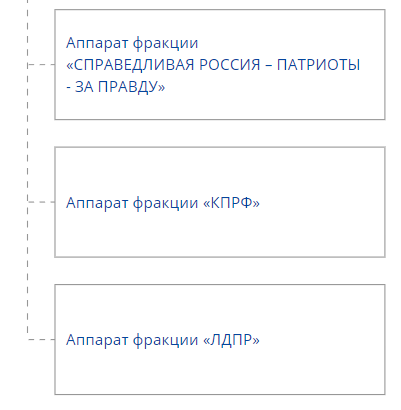 Аппарат фракции
«СПРАВЕДЛИВАЯ РОССИЯ – ПАТРИОТЫ
- ЗА ПРАВДУ»
Аппарат фракции «КПРФ»
Аппарат фракции «ЛДПР»